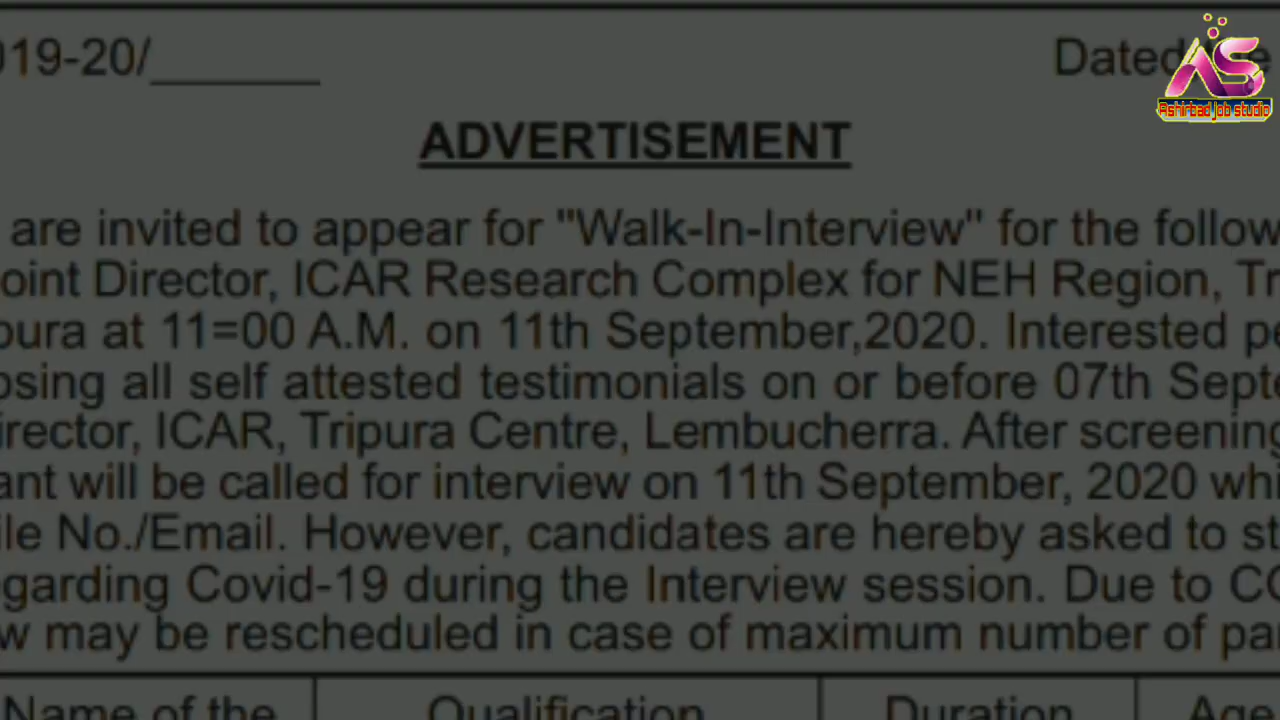 019-20/______ Dated the
AS
Ashirbad job studio
ADVERTISEMENT
are invited to appear for "Walk-In-Interview" for the follow
oint Director, ICAR Research Complex for NEH Region, Tr
pura at 11=00 A.M. on 11th September,2020. Interested pe
osing all self attested testimonials on or before 07th Septe
irector, ICAR, Tripura Centre, Lembucherra. After screening
ant will be called for interview on 11th September, 2020 whi
ile No./Email. However, candidates are hereby asked to st
egarding Covid-19 during the Interview session. Due to CO
w may be rescheduled in case of maximum number of par
Name of the Qualification Duration Age